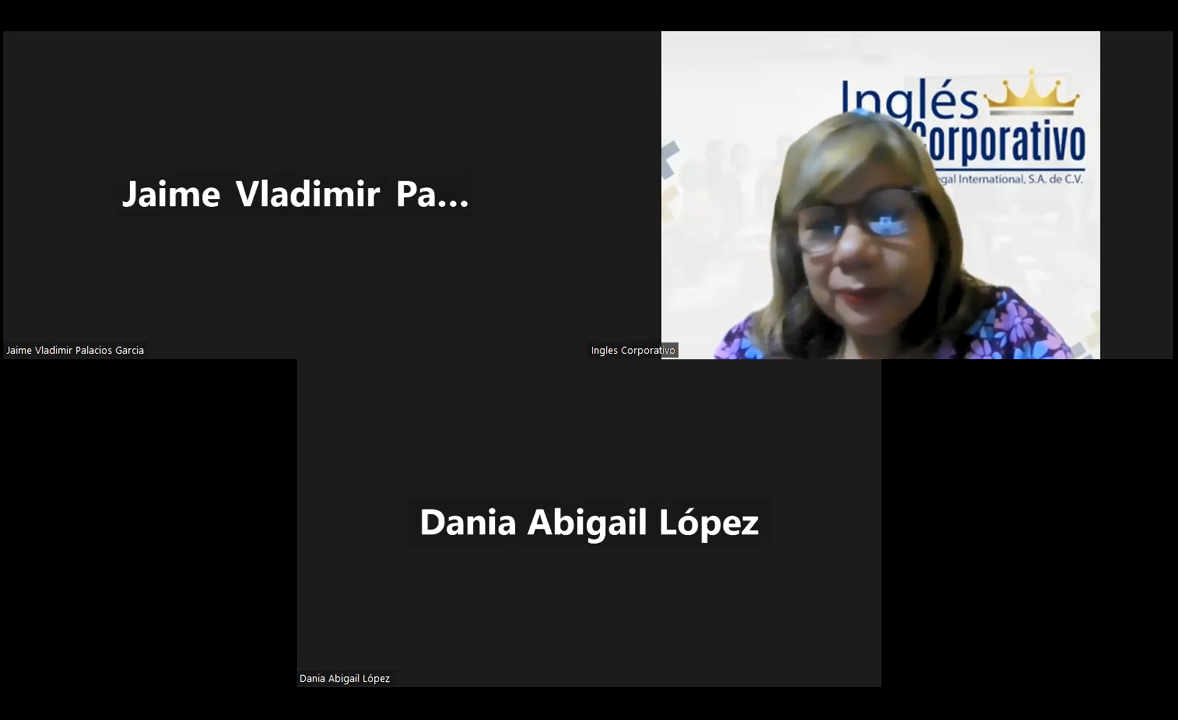 Jaime Vladimir Pa...
Inglés
Corporativo
egal International, S.A. de C.V.
Jaime Vladimir Palacios Garcia
Ingles Corporativo
Dania Abigail López
Dania Abigail López